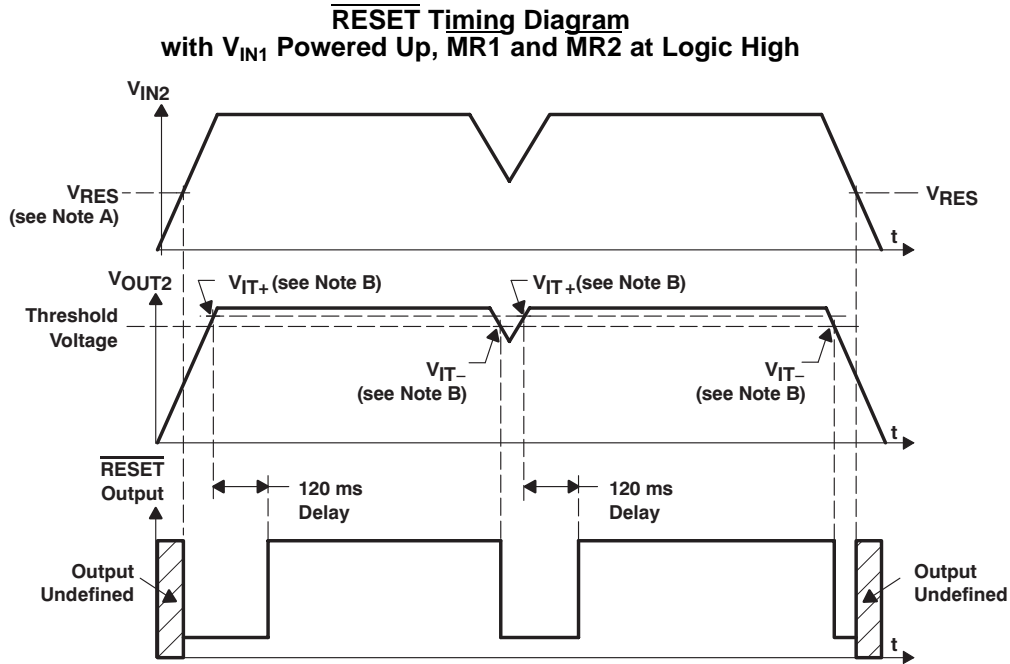 RESET Timing Diagram
with VIN1 Powered Up, MR1 and MR2 at Logic High
VIN2
VRES
(see Note A)
VRES
t
VOUT2
VIT+ (see Note B)
VIT+(see Note B)
Threshold
Voltage
VIT−
(see Note B)
VIT−
(see Note B)
t
RESET
Output
120 ms
Delay
120 ms
Delay
Output
Undefined
Output
Undefined
t